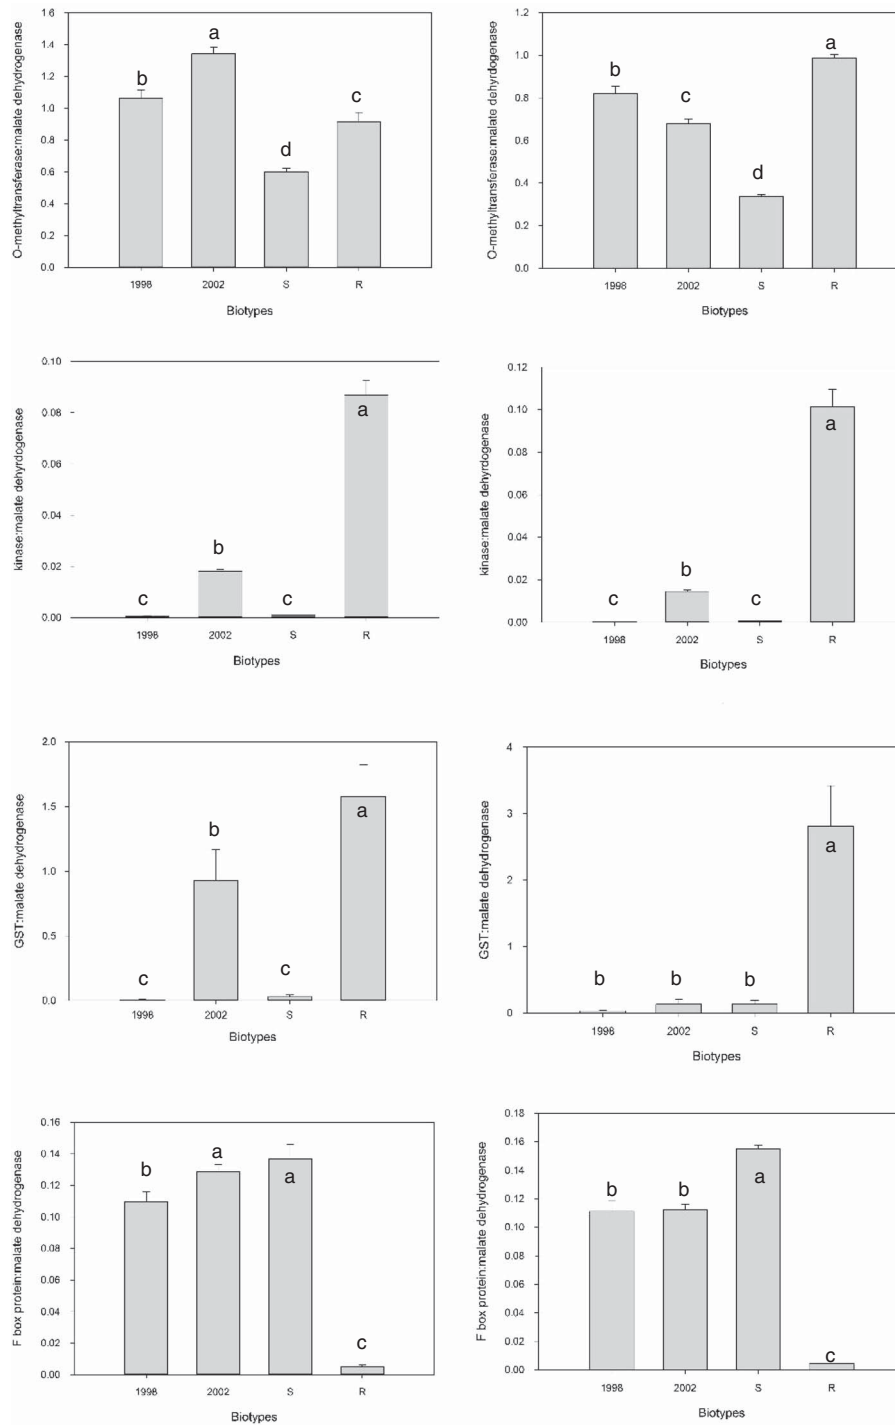 O-methyltransferase:malate dehydrogenase
1.6
1.4
1.2
1.0
0.8
0.6
0.4
0.2
0.0
b
a
d
c
1998 2002 S R
Biotypes
O-methyltransferase:malate dehyrdogenase
1.2
1.0
0.8
0.6
0.4
0.2
0.0
b
c
d
a
1998 2002 S R
Biotypes
kinase:malate dehyrdogenase
0.10
0.08
0.06
0.04
0.02
0.00
c
b
c
a
1998 2002 S R
Biotypes
kinase:malate dehydrogenase
0.12
0.10
0.08
0.06
0.04
0.02
0.00
c
b
c
a
1998 2002 S R
Biotypes
GST:malate dehydrogenase
2.0
1.5
1.0
0.5
0.0
c
b
c
a
1998 2002 S R
Biotypes
GST:malate dehydrogenase
4
3
2
1
0
b
b
b
a
1998 2002 S R
Biotypes
F box protein:malate dehydrogenase
0.16
0.14
0.12
0.10
0.08
0.06
0.04
0.02
0.00
b
a
a
c
1998 2002 S R
Biotypes
F box protein:malate dehydrogenase
0.18
0.16
0.14
0.12
0.10
0.08
0.06
0.04
0.02
0.00
b
b
a
c
1998 2002 S R
Biotypes